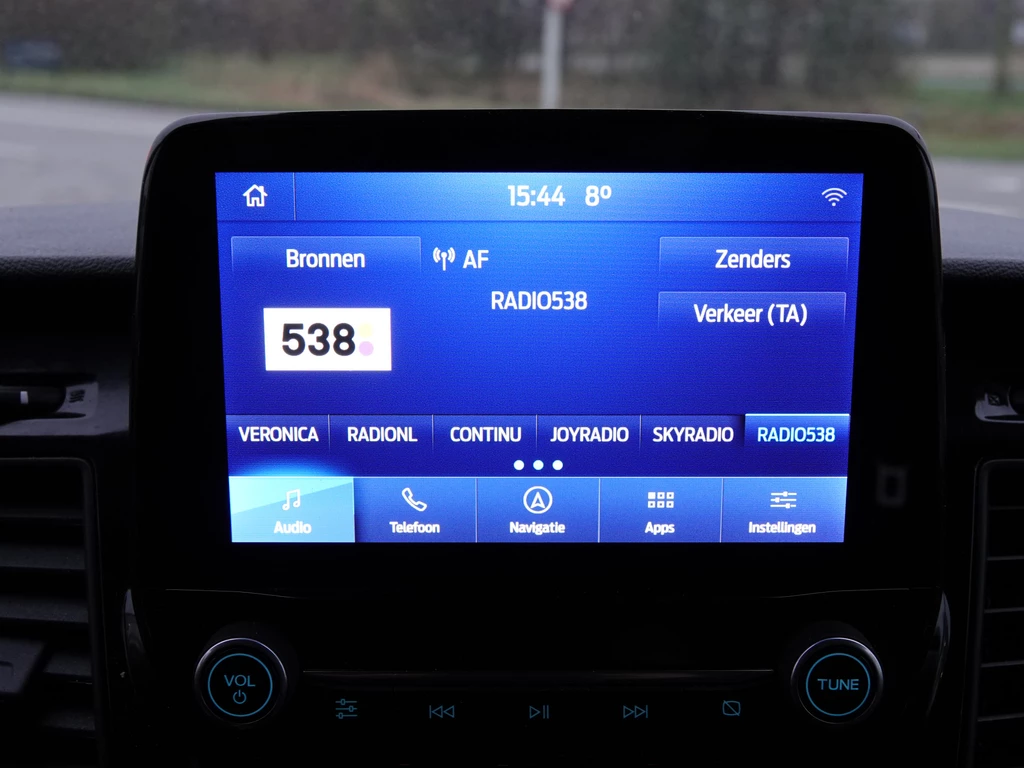 15:44 8º
Bronnen
AF
Zenders
RADIO538
Verkeer (TA)
538
VERONICA RADIONL CONTINU JOYRADIO SKYRADIO RADIO538
Audio Telefoon Navigatie Apps Instellingen
VOL
TUNE